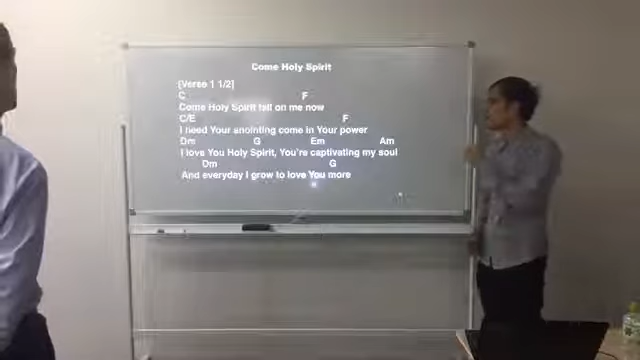 Come Holy Spirit
[Verse 1 1/2]
C F
Come Holy Spirit fall on me now
C/E F
I need Your anointing come in Your power
Dm G Em Am
I love You Holy Spirit, You're captivating my soul
Dm G
And everyday I grow to love You more